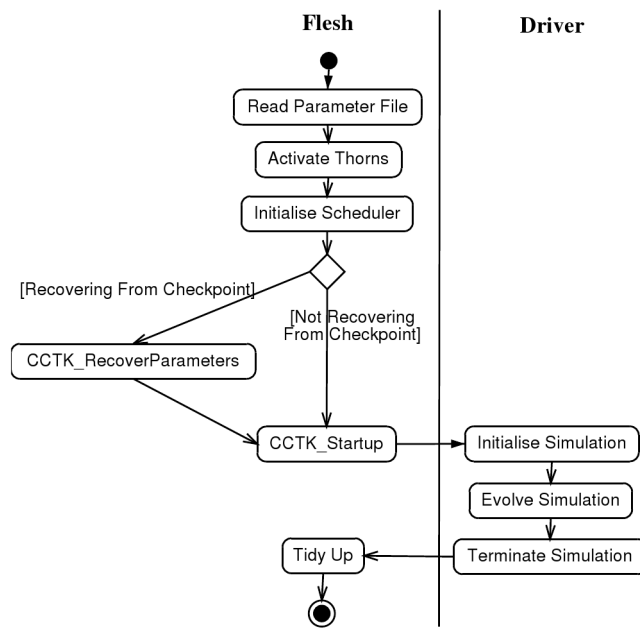 Flesh
Driver
Read Parameter File
Activate Thorns
Initialise Scheduler
[Recovering From Checkpoint]
[Not Recovering
From Checkpoint]
CCTK_RecoverParameters
CCTK_Startup
Initialise Simulation
Evolve Simulation
Tidy Up
Terminate Simulation